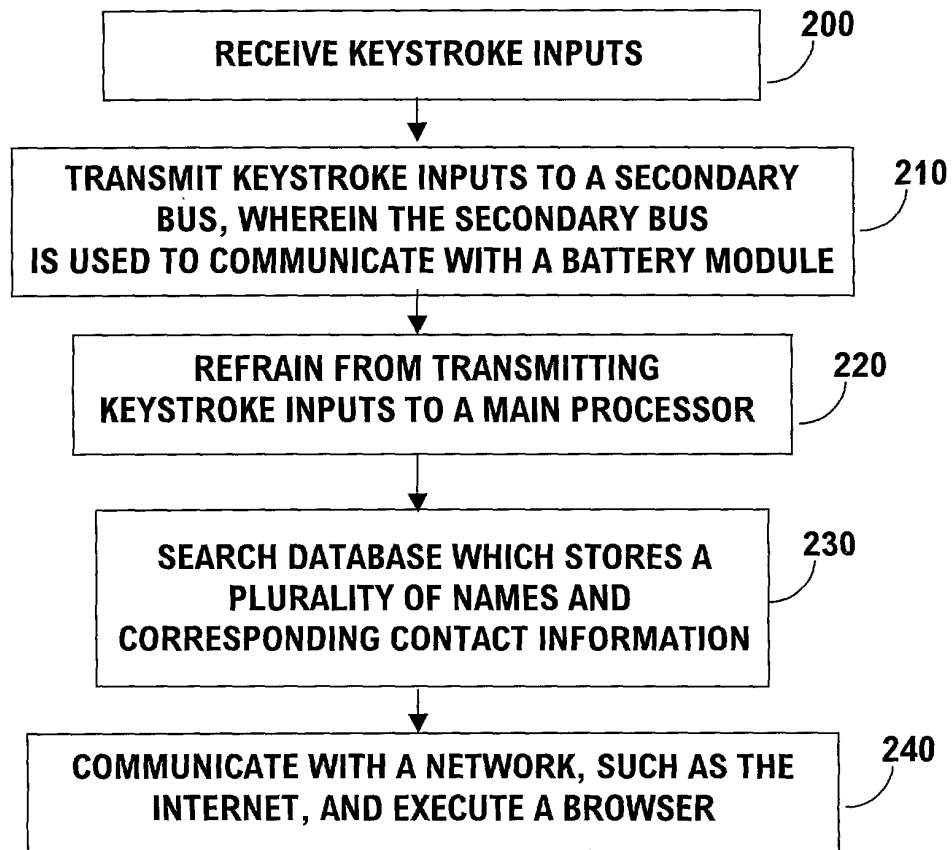 RECEIVE KEYSTROKE INPUTS
200
TRANSMIT KEYSTROKE INPUTS TO A SECONDARY
BUS, WHEREIN THE SECONDARY BUS
IS USED TO COMMUNICATE WITH A BATTERY MODULE
210
REFRAIN FROM TRANSMITTING
KEYSTROKE INPUTS TO A MAIN PROCESSOR
220
SEARCH DATABASE WHICH STORES A
PLURALITY OF NAMES AND
CORRESPONDING CONTACT INFORMATION
230
COMMUNICATE WITH A NETWORK, SUCH AS THE
INTERNET, AND EXECUTE A BROWSER
240